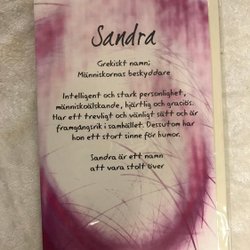 Sandra
Grekiskt namn;
Människornas beskyddare
Intelligent och stark personlighet,
människoälskande, hjärtlig och graciös.
Har ett trevligt och vänligt sätt och är
framgångsrik i samhället. Dessutom har
hon ett stort sinne för humor.
Sandra är ett namn
att vara stolt över